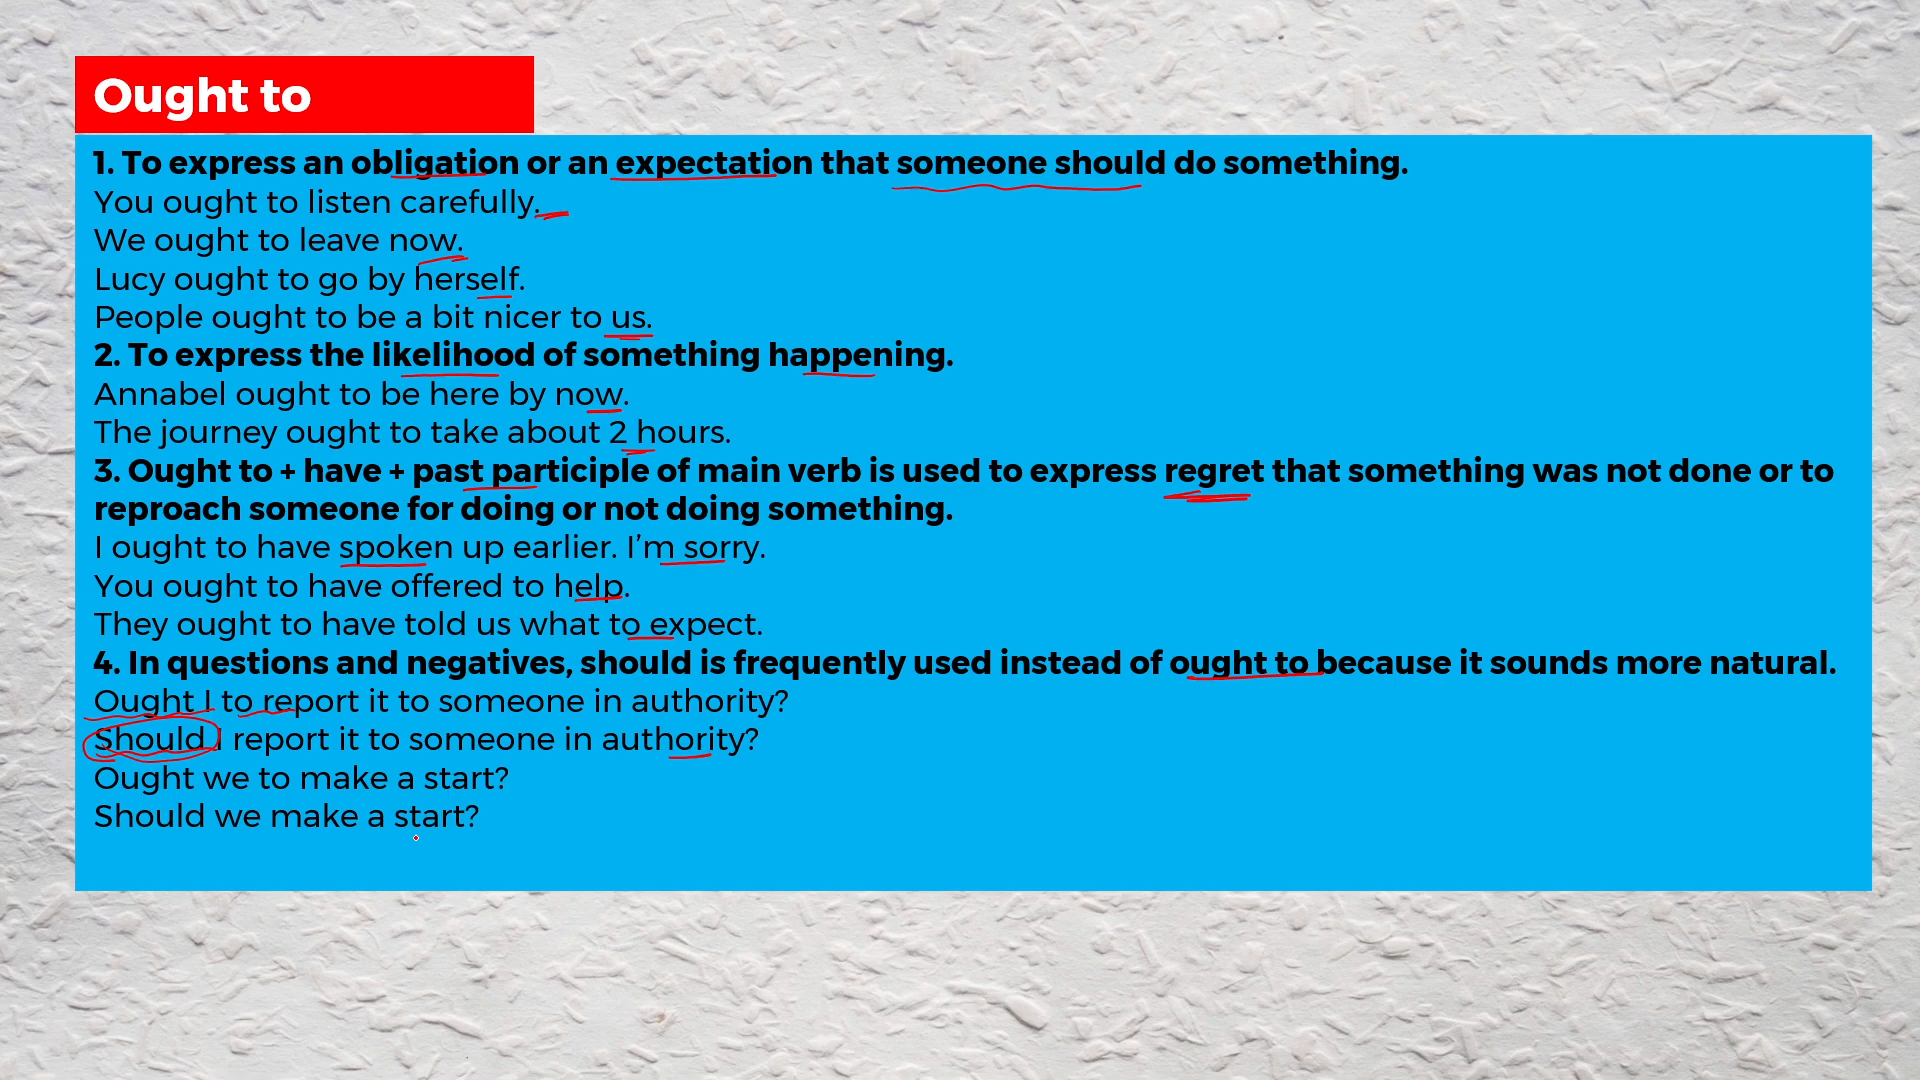 Ought to
1. To express an obligation or an expectation that someone should do something.
You ought to listen carefully.
We ought to leave now.
Lucy ought to go by herself.
People ought to be a bit nicer to us.
2. To express the likelihood of something happening.
Annabel ought to be here by now.
The journey ought to take about 2 hours.
3. Ought to + have + past participle of main verb is used to express regret that something was not done or to
reproach someone for doing or not doing something.
I ought to have spoken up earlier. I’m sorry.
You ought to have offered to help.
They ought to have told us what to expect.
4. In questions and negatives, should is frequently used instead of ought to because it sounds more natural.
Ought I to report it to someone in authority?
Should I report it to someone in authority?
Ought we to make a start?
Should we make a start?